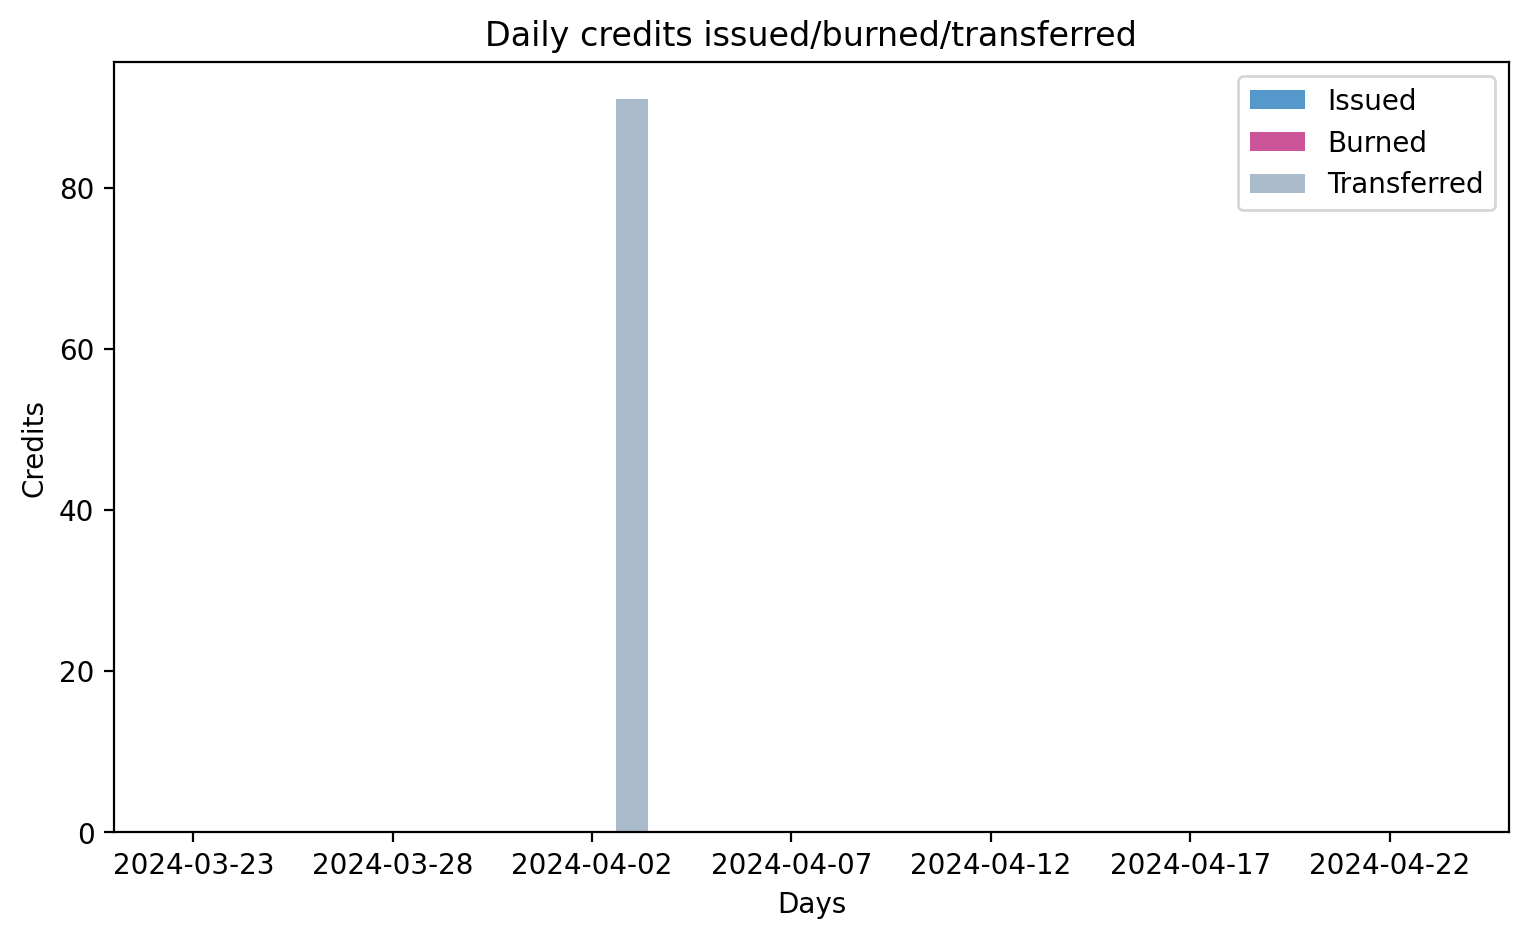 Daily credits issued/burned/transferred
Issued
Burned
Transferred
80
60
40
20
0
Credits
2024-03-23 2024-03-28 2024-04-02 2024-04-07 2024-04-12 2024-04-17 2024-04-22
Days